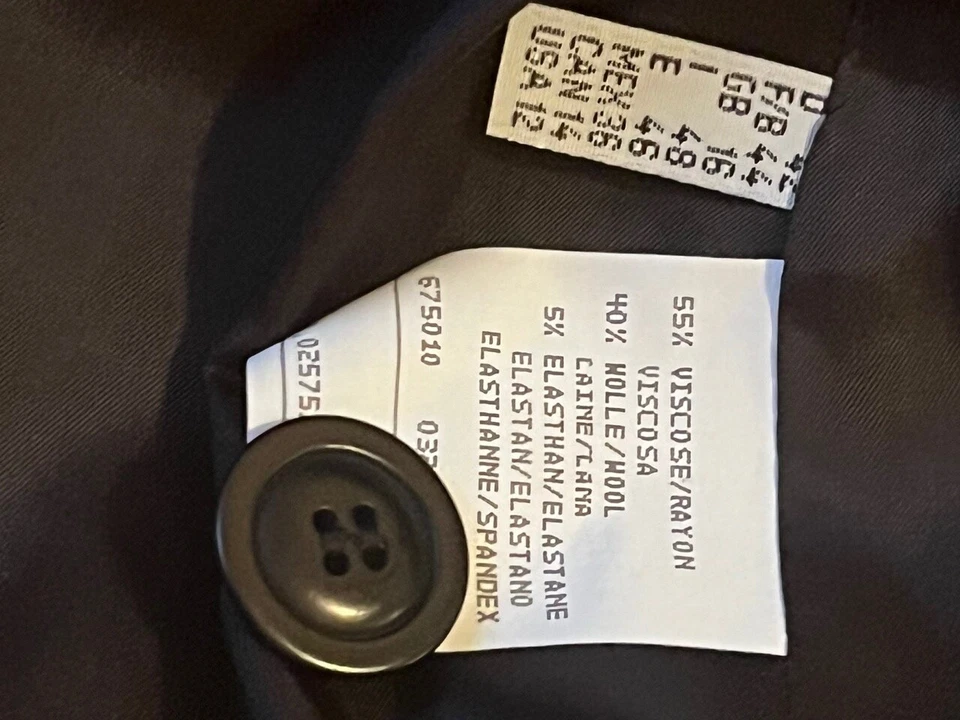 F/B 44
GB 16
I 48
E 46
MEX 36
CAN 14
USA 12
55% VISCOSE/RAYON
VISCOSA
40% WOLLE/WOOL
LAINE/LANA
5% ELASTHAN/ELASTANE
ELASTAN/ELASTANO
ELASTHANNE/SPANDEX
675010
02575